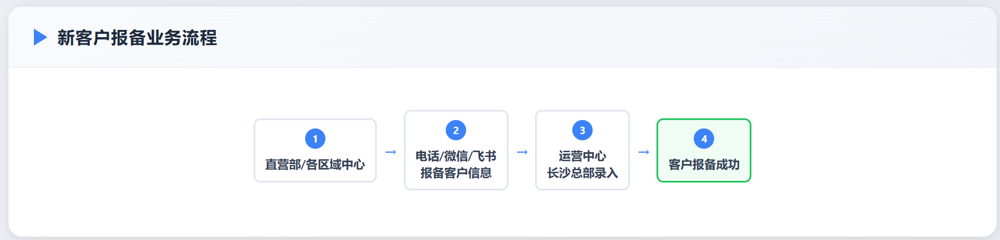 新客户报备业务流程
1
直营部/各区域中心
→
2
电话/微信/飞书
报备客户信息
→
3
运营中心
长沙总部录入
→
4
客户报备成功